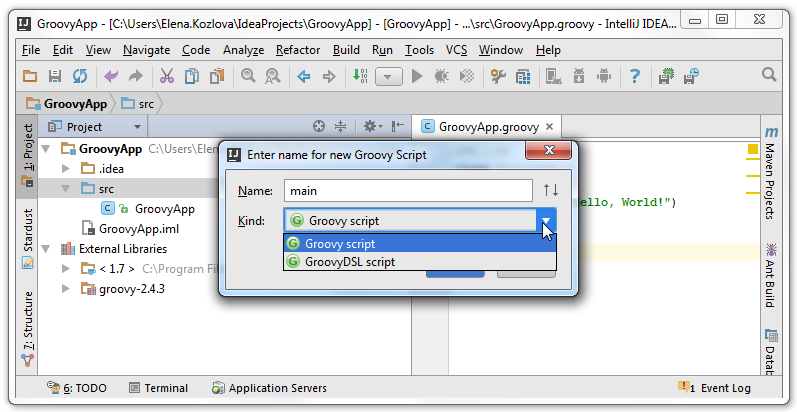 GroovyApp - [C:\Users\Elena.Kozlova\IdeaProjects\GroovyApp] - [GroovyApp] - ...\src\GroovyApp.groovy - IntelliJ IDEA...
File Edit View Navigate Code Analyze Refactor Build Run Tools VCS Window Help
GroovyApp src
Project GroovyApp.groovy
GroovyApp C:\Users\Elen
.idea
src
GroovyApp
GroovyApp.iml
External Libraries
< 1.7 > C:\Program Fil
groovy-2.4.3
1: Project
Stardust
7: Structure
Enter name for new Groovy Script
Name: main
Kind: Groovy script
Groovy script
GroovyDSL script
ello, World!")
m
Maven Projects
Ant Build
Datab
6: TODO Terminal Application Servers 1 Event Log